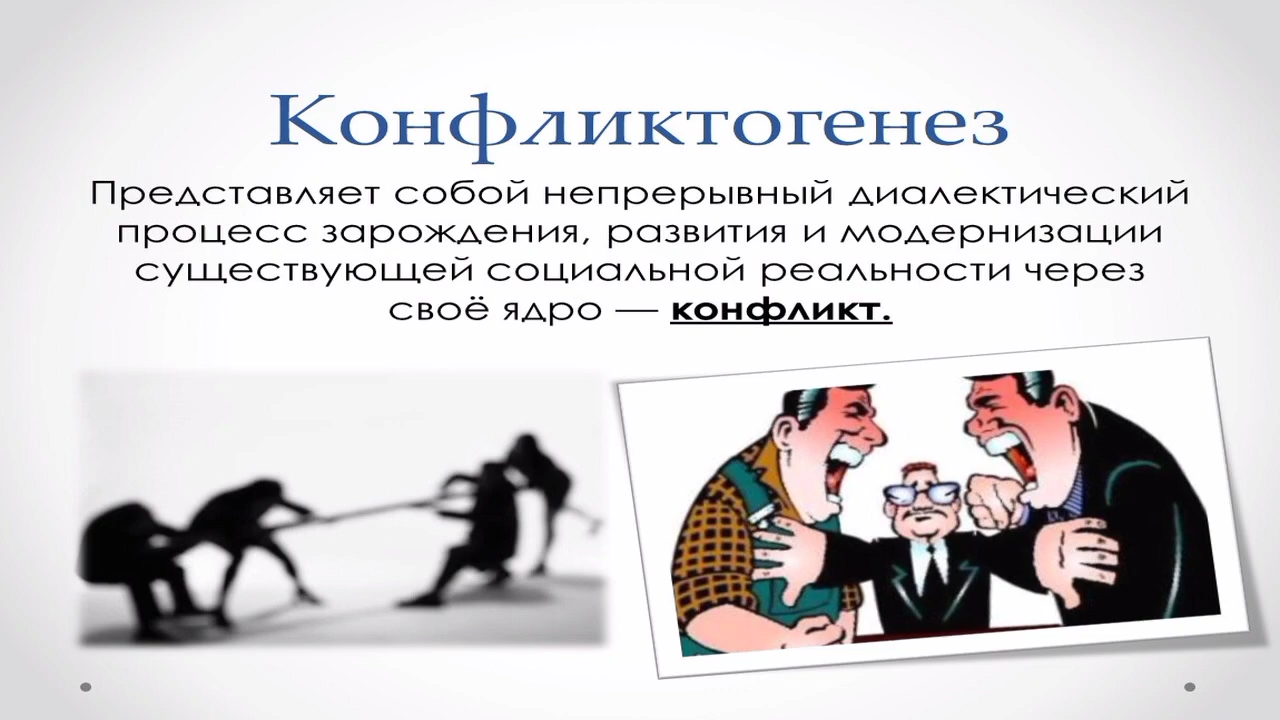 Конфликтогенез
Представляет собой непрерывный диалектический
процесс зарождения, развития и модернизации
существующей социальной реальности через
своё ядро — конфликт.